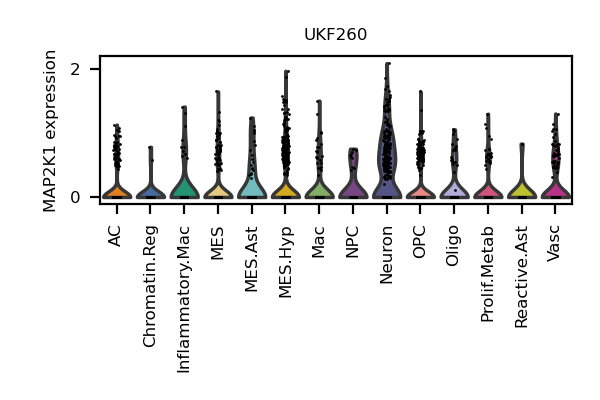 UKF260
MAP2K1 expression
2
0
AC
Chromatin.Reg
Inflammatory.Mac
MES
MES.Ast
MES.Hyp
Mac
NPC
Neuron
OPC
Oligo
Prolif.Metab
Reactive.Ast
Vasc